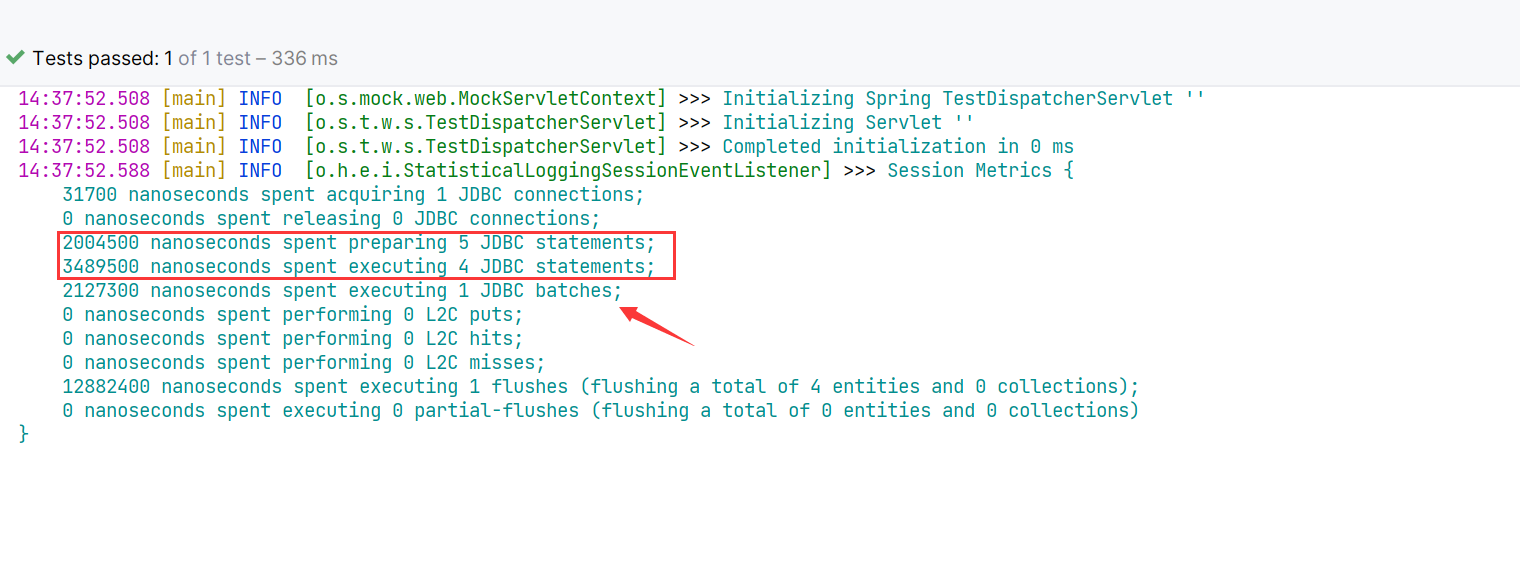 Tests passed: 1 of 1 test – 336 ms
14:37:52.508 [main] INFO  [o.s.mock.web.MockServletContext] >>> Initializing Spring TestDispatcherServlet ''
14:37:52.508 [main] INFO  [o.s.t.w.s.TestDispatcherServlet] >>> Initializing Servlet ''
14:37:52.508 [main] INFO  [o.s.t.w.s.TestDispatcherServlet] >>> Completed initialization in 0 ms
14:37:52.588 [main] INFO  [o.h.e.i.StatisticalLoggingSessionEventListener] >>> Session Metrics {
    31700 nanoseconds spent acquiring 1 JDBC connections;
    0 nanoseconds spent releasing 0 JDBC connections;
    2004500 nanoseconds spent preparing 5 JDBC statements;
    3489500 nanoseconds spent executing 4 JDBC statements;
    2127300 nanoseconds spent executing 1 JDBC batches;
    0 nanoseconds spent performing 0 L2C puts;
    0 nanoseconds spent performing 0 L2C hits;
    0 nanoseconds spent performing 0 L2C misses;
    12882400 nanoseconds spent executing 1 flushes (flushing a total of 4 entities and 0 collections);
    0 nanoseconds spent executing 0 partial-flushes (flushing a total of 0 entities and 0 collections)
}